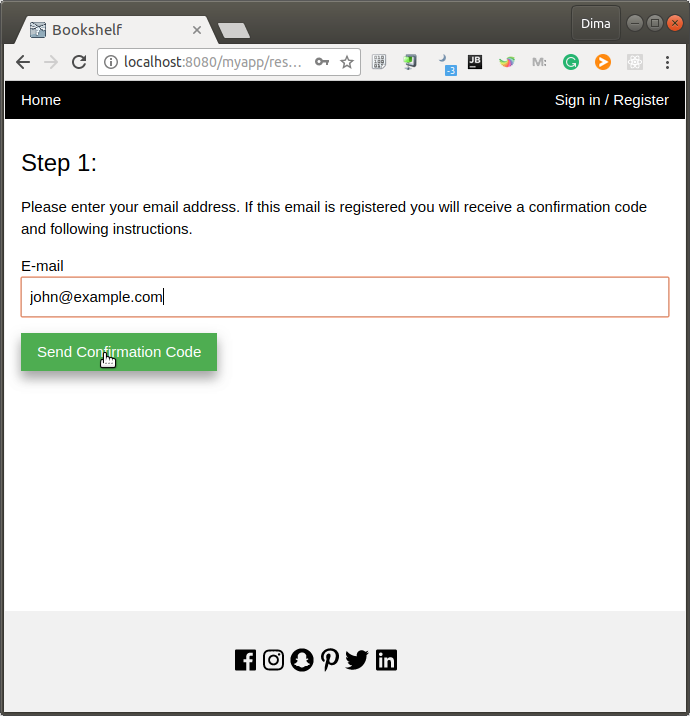 Bookshelf
Dima
localhost:8080/myapp/res...
-3
JB
M:
Home
Sign in / Register
Step 1:
Please enter your email address. If this email is registered you will receive a confirmation code
and following instructions.
E-mail
john@example.com
Send Confirmation Code